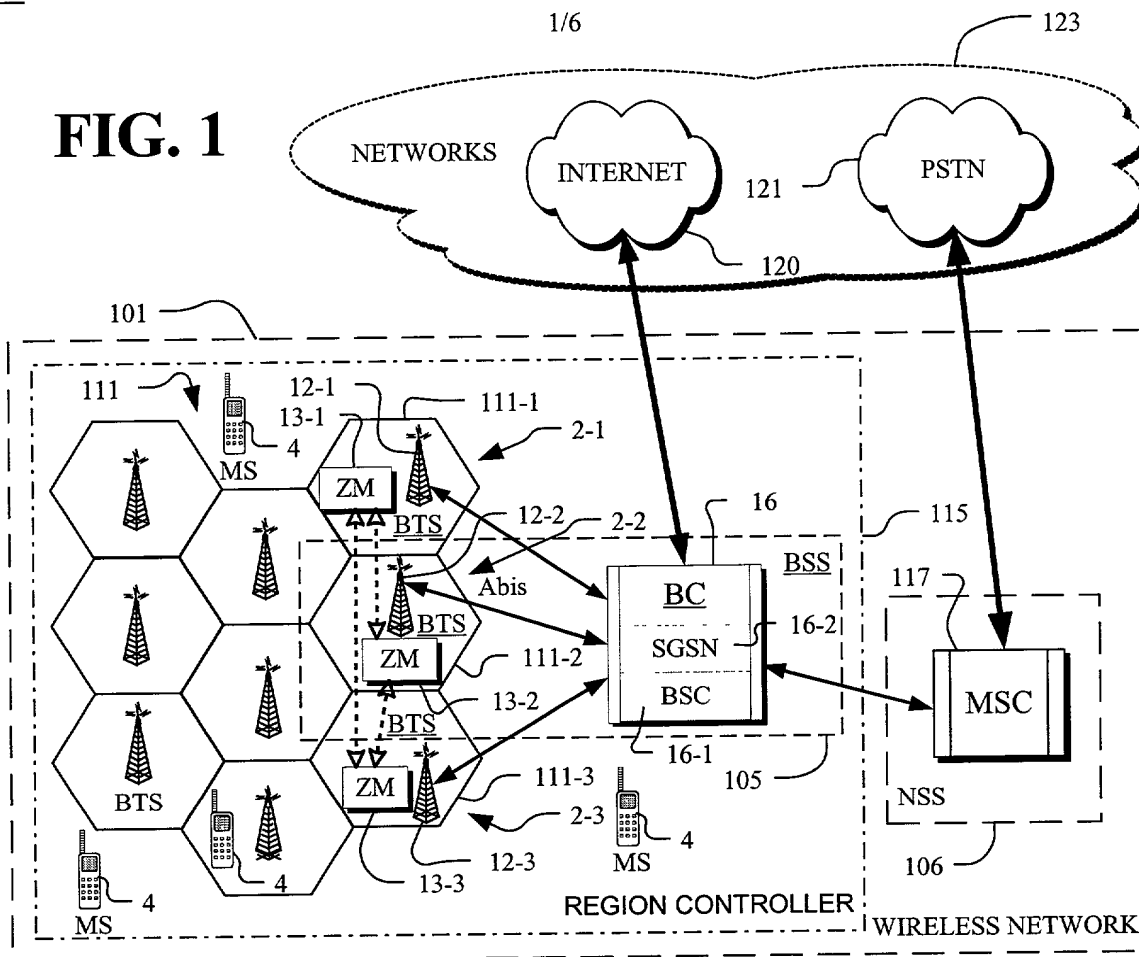 1/6
123
FIG. 1
NETWORKS
INTERNET
121
PSTN
120
101
111
12-1
13-1
4
MS
111-1
2-1
ZM
BTS
12-2
2-2
16
115
Abis
BSS
BC
117
BTS
SGSN
16-2
ZM
111-2
BSC
MSC
13-2
BTS
16-1
105
ZM
111-3
NSS
BTS
2-3
4
106
4
12-3
MS
4
13-3
MS
REGION CONTROLLER
WIRELESS NETWORK